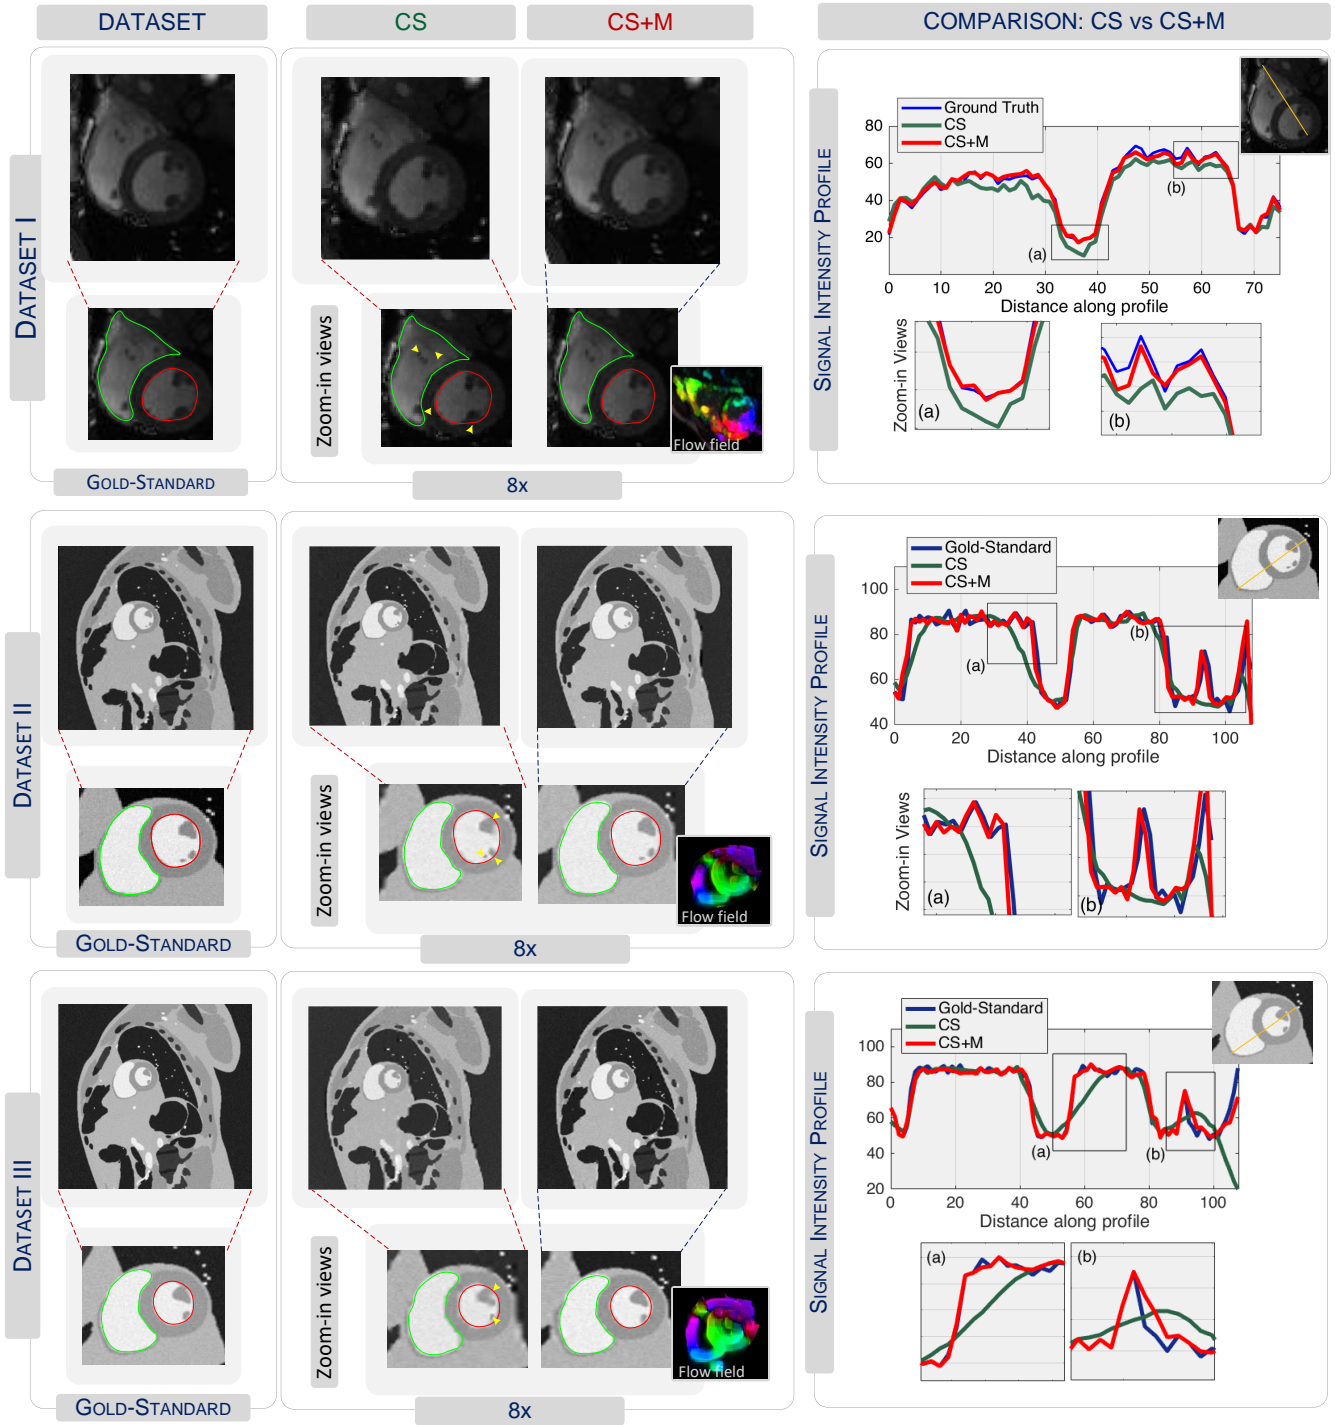 DATASET
CS
CS+M
COMPARISON: CS vs CS+M
DATASET I
Zoom-in views
Flow field
GOLD-STANDARD
8x
SIGNAL INTENSITY PROFILE
Ground Truth
CS
CS+M
80
60
40
20
(a)
(b)
0 10 20 30 40 50 60 70
Distance along profile
Zoom-in Views
(a)
(b)
DATASET II
Zoom-in views
Flow field
GOLD-STANDARD
8x
SIGNAL INTENSITY PROFILE
Gold-Standard
CS
CS+M
100
80
60
40
(a)
(b)
0 20 40 60 80 100
Distance along profile
Zoom-in Views
(a)
(b)
DATASET III
Zoom-in views
Flow field
GOLD-STANDARD
8x
SIGNAL INTENSITY PROFILE
Gold-Standard
CS
CS+M
100
80
60
40
20
(a)
(b)
0 20 40 60 80 100
Distance along profile
(a)
(b)